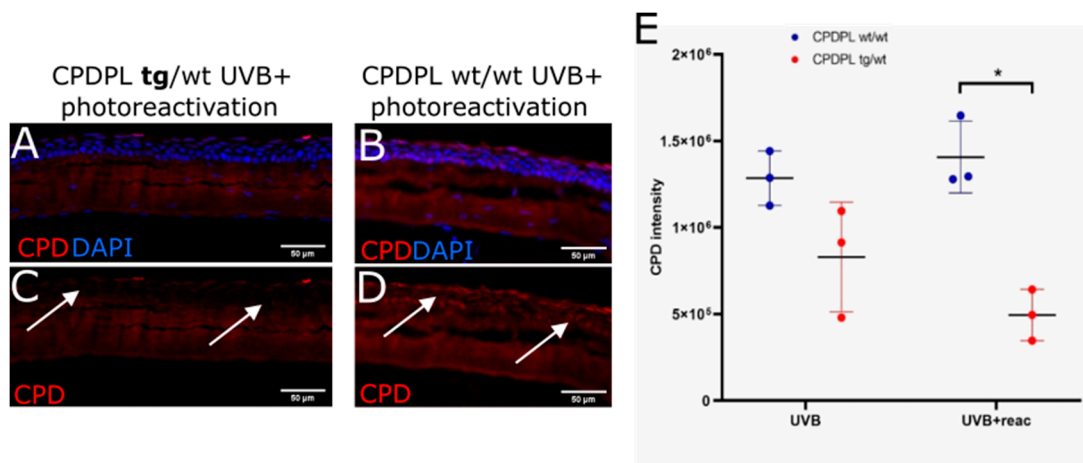 CPDPL tg/wt UVB+
photoreactivation
CPDPL wt/wt UVB+
photoreactivation
A
CPD DAPI
50 µm
B
CPD DAPI
50 µm
C
CPD
50 µm
D
CPD
50 µm
E
CPDPL wt/wt
CPDPL tg/wt
2×10⁶
1.5×10⁶
1×10⁶
5×10⁵
0
CPD intensity
*
UVB
UVB+reac